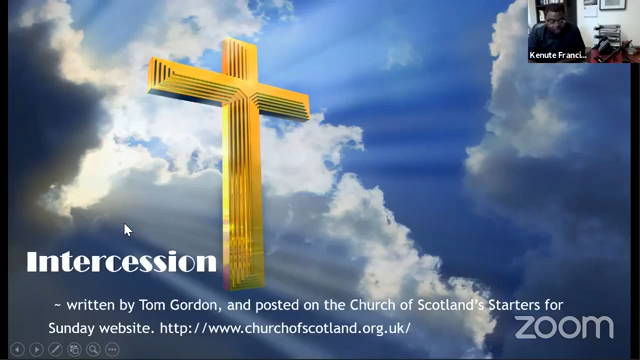 Kenute Franci...
Intercession
~ written by Tom Gordon, and posted on the Church of Scotland's Starters for
Sunday website. http://www.churchofscotland.org.uk/
zoom